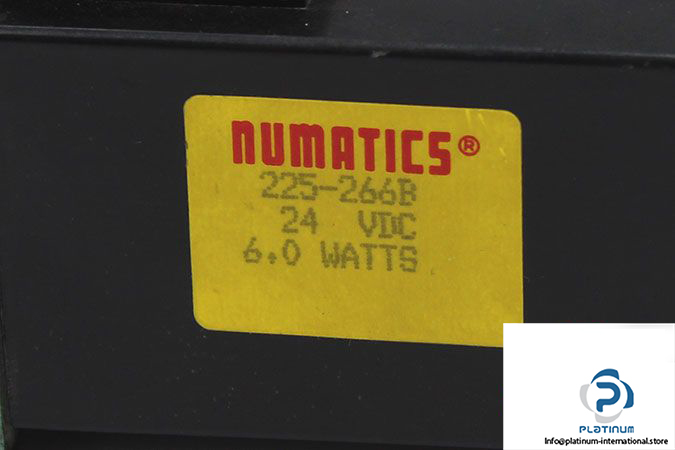 NUMATICS®
225-266B
24 VDC
6.0 WATTS
PLATINUM
Info@platinum-international.store